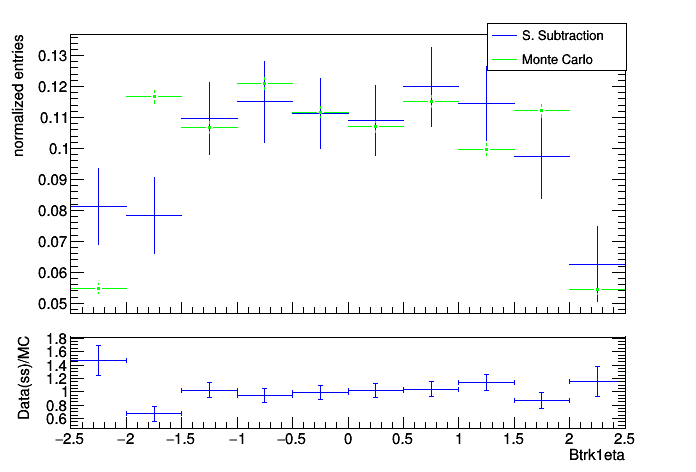 S. Subtraction
Monte Carlo
normalized entries
0.13
0.12
0.11
0.1
0.09
0.08
0.07
0.06
0.05
Data(ss)/MC
1.8
1.6
1.4
1.2
1
0.8
0.6
−2.5 −2 −1.5 −1 −0.5 0 0.5 1 1.5 2 2.5
Btrk1eta